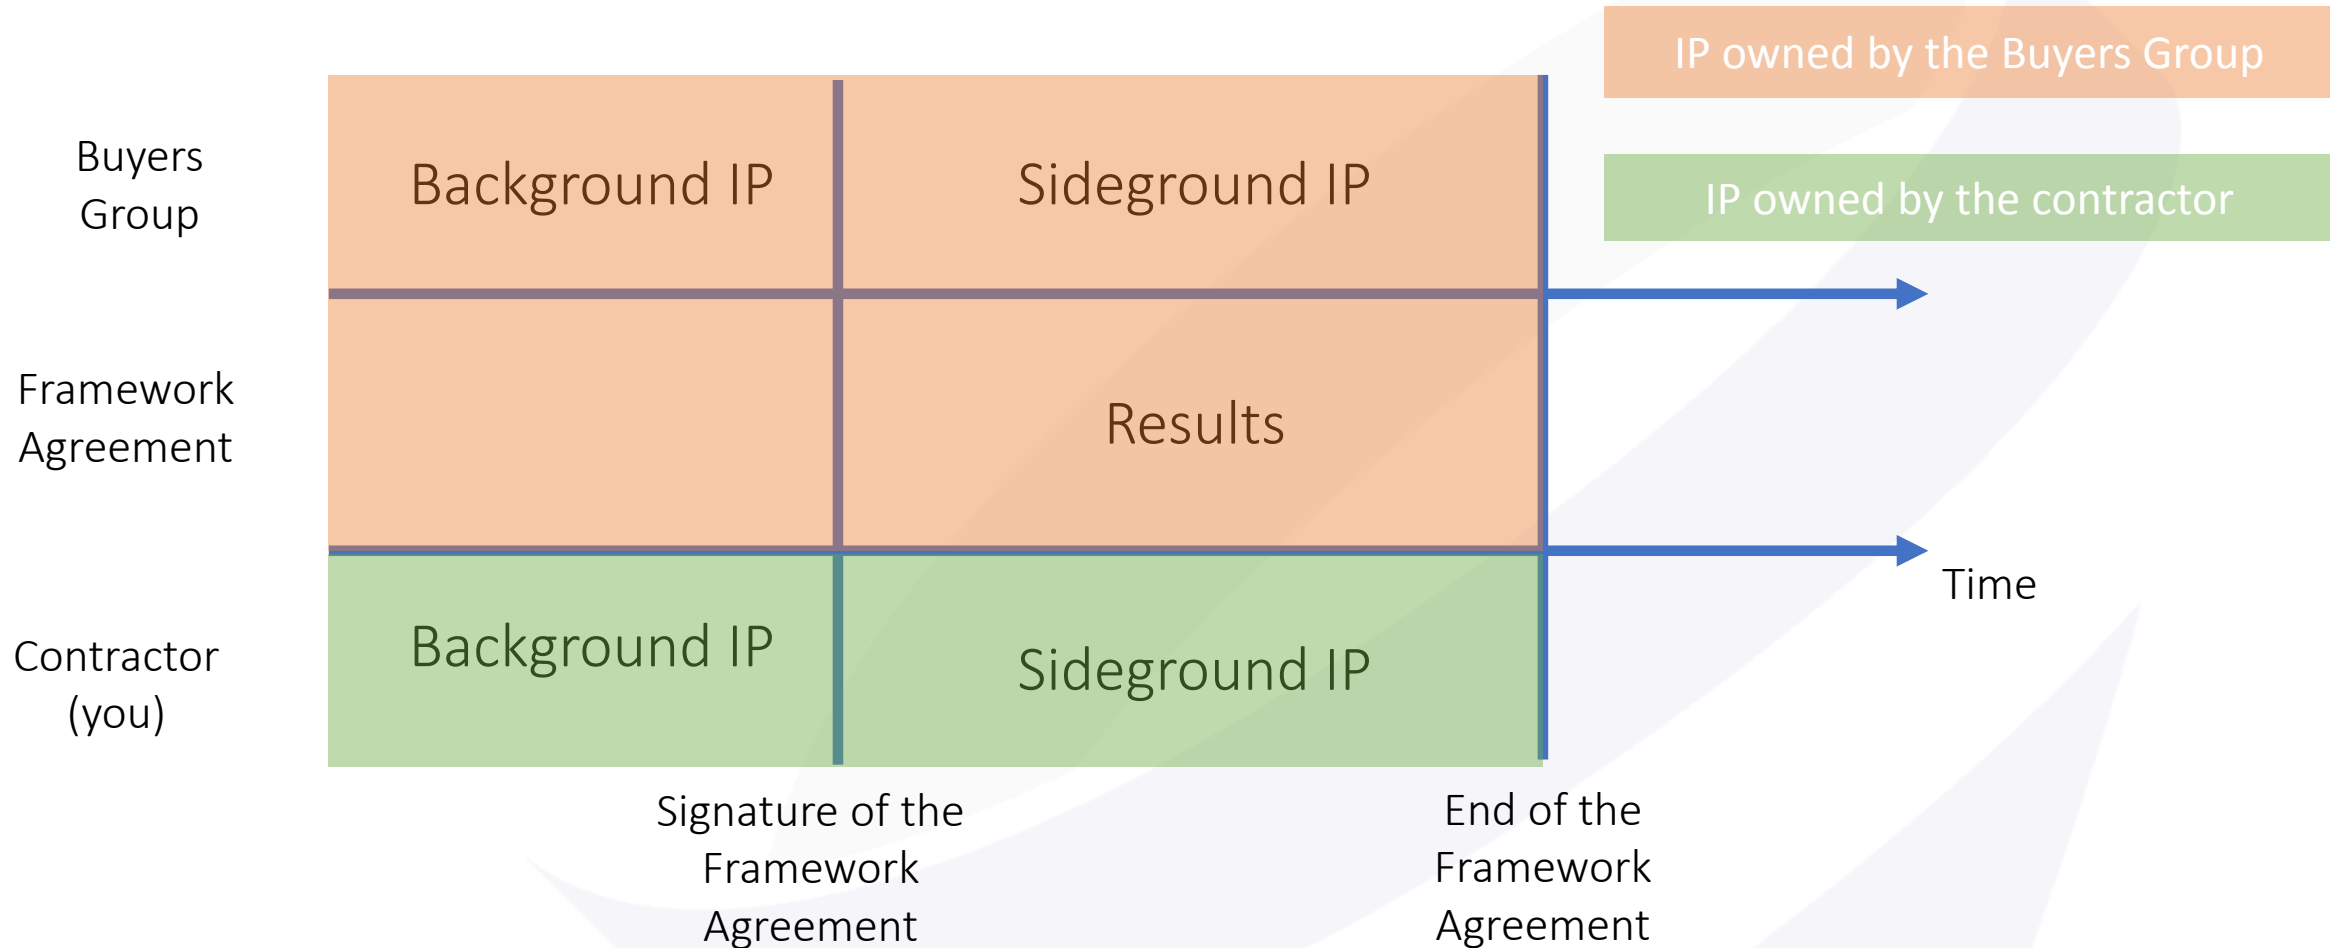 IP owned by the Buyers Group
IP owned by the contractor
Buyers
Group
Background IP
Sideground IP
Framework
Agreement
Results
Contractor
(you)
Background IP
Sideground IP
Time
Signature of the
Framework
Agreement
End of the
Framework
Agreement